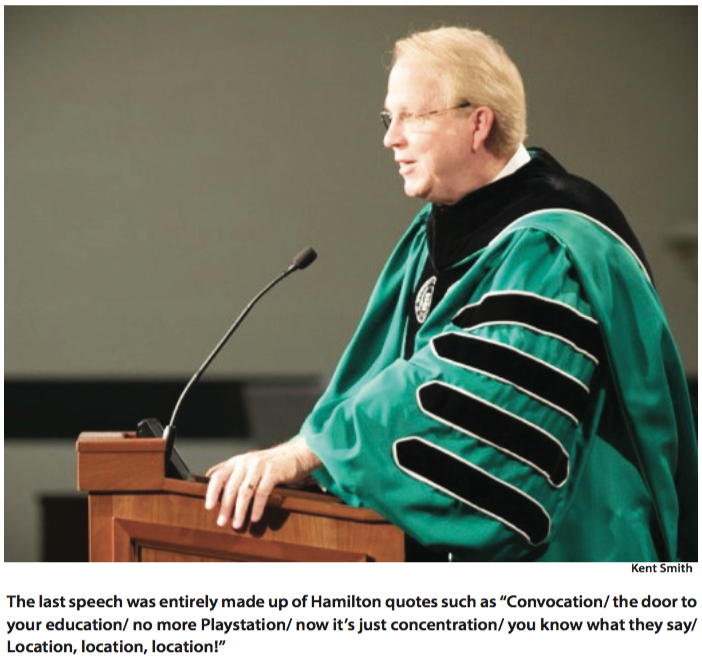 Kent Smith
The last speech was entirely made up of Hamilton quotes such as “Convocation/ the door to
your education/ no more Playstation/ now it’s just concentration/ you know what they say/
Location, location, location!”